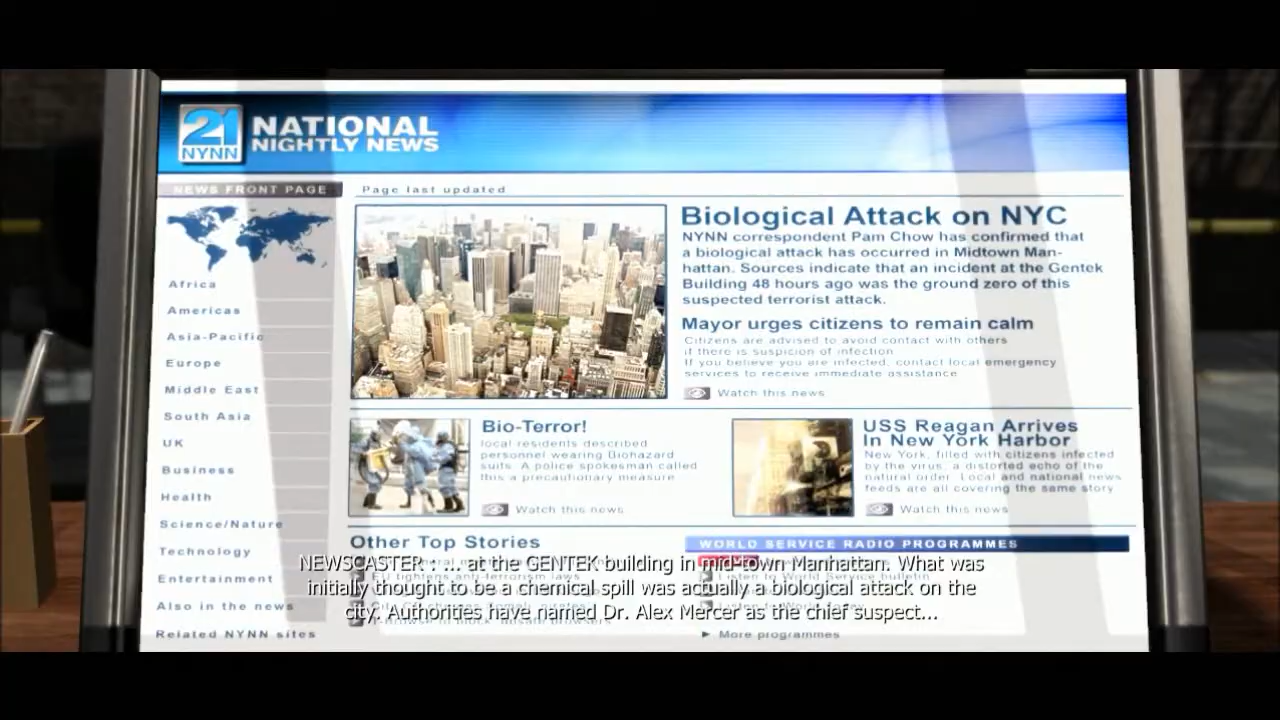 21
NYNN
NATIONAL
NIGHTLY NEWS
NEWS FRONT PAGE
Page last updated
Africa
Americas
Asia-Pacific
Europe
Middle East
South Asia
UK
Business
Health
Science/Nature
Technology
Entertainment
Also in the news
Related NYNN sites
Biological Attack on NYC
NYNN correspondent Pam Chow has confirmed that
a biological attack has occurred in Midtown Man-
hattan. Sources indicate that an incident at the Gentek
Building 48 hours ago was the ground zero of this
suspected terrorist attack.
Mayor urges citizens to remain calm
Citizens are advised to avoid contact with others
if there is suspicion of infection
If you believe you are infected, contact local emergency
services to receive immediate assistance
Watch this news
Bio-Terror!
local residents described
personnel wearing Biohazard
suits. A police spokesman called
this a precautionary measure
Watch this news
USS Reagan Arrives
In New York Harbor
New York, filled with citizens infected
by the virus, a distorted echo of the
natural order. Local and national news
feeds are all covering the same story
Watch this news
Other Top Stories
EU tightens anti-terrorism laws
WORLD SERVICE RADIO PROGRAMMES
Listen to World Service bulletin
More programmes
NEWSCASTER : ... at the GENTEK building in mid-town Manhattan. What was
initially thought to be a chemical spill was actually a biological attack on the
city. Authorities have named Dr. Alex Mercer as the chief suspect...